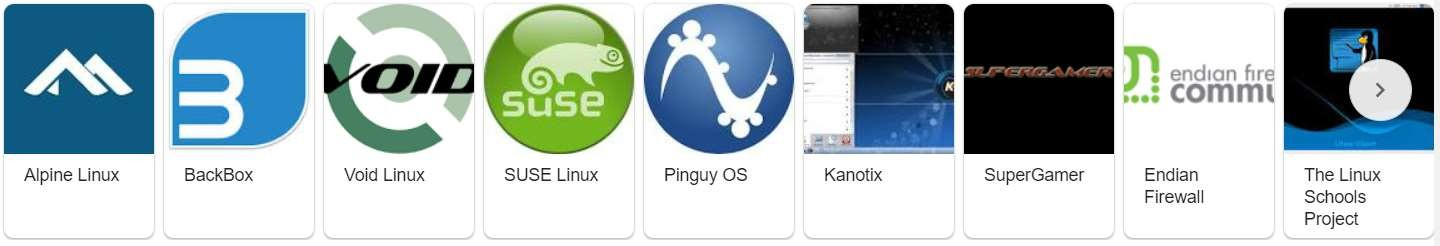 VOID
suse
SUPERGAMER
endian fire
commu
Alpine Linux
BackBox
Void Linux
SUSE Linux
Pinguy OS
Kanotix
SuperGamer
Endian
Firewall
The Linux
Schools
Project